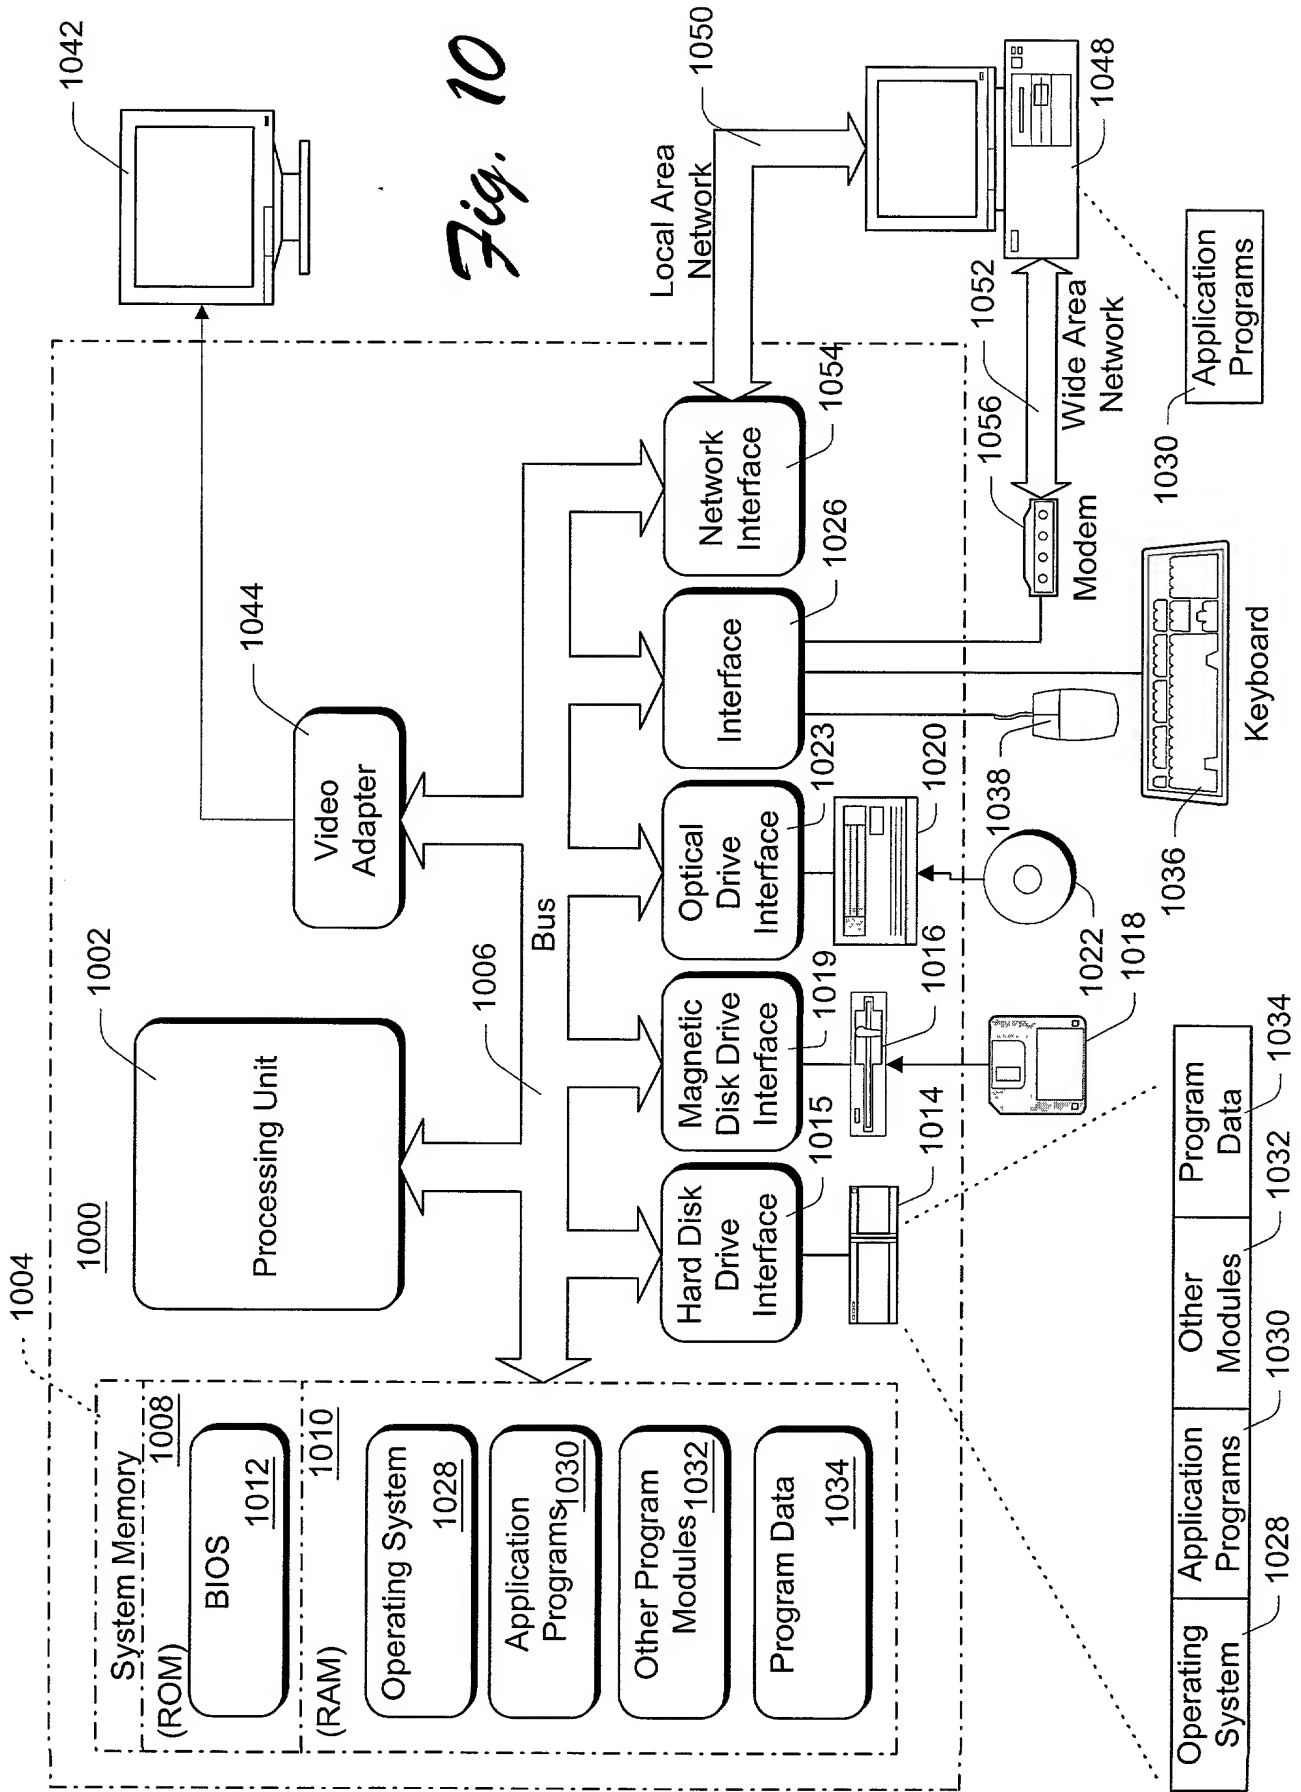 1042
Fig. 10
1004
1000
1002
Processing Unit
1044
Video
Adapter
System Memory
(ROM) 1008
BIOS
1012
(RAM) 1010
Operating System
1028
Application
Programs 1030
Other Program
Modules 1032
Program Data
1034
1006
Bus
Local Area
Network
1050
Hard Disk
Drive
Interface
1015
Magnetic
Disk Drive
Interface
1019
Optical
Drive
Interface
1023
Interface
1026
Network
Interface
1054
1014
1016
1020
1056
1052
1048
Modem
Wide Area
Network
1022
1018
1038
1036
Keyboard
1030
Application
Programs
Operating
System
Application
Programs
Other
Modules
Program
Data
1028
1030
1032
1034